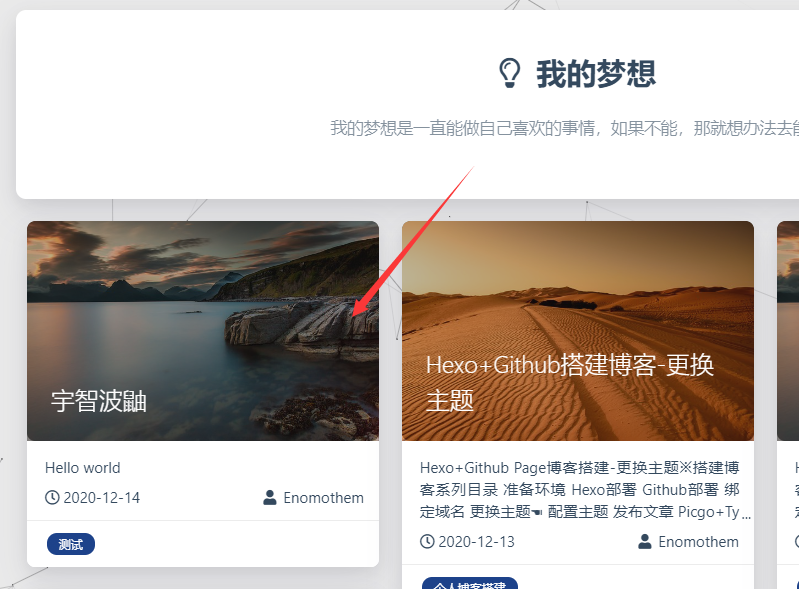 我的梦想
我的梦想是一直能做自己喜欢的事情，如果不能，那就想办法去能
宇智波鼬
Hello world
2020-12-14 Enomothem
测试
Hexo+Github搭建博客-更换
主题
Hexo+Github Page博客搭建-更换主题※搭建博
客系列目录 准备环境 Hexo部署 Github部署 绑
定域名 更换主题☚ 配置主题 发布文章 Picgo+Ty...
2020-12-13 Enomothem
个人博客搭建